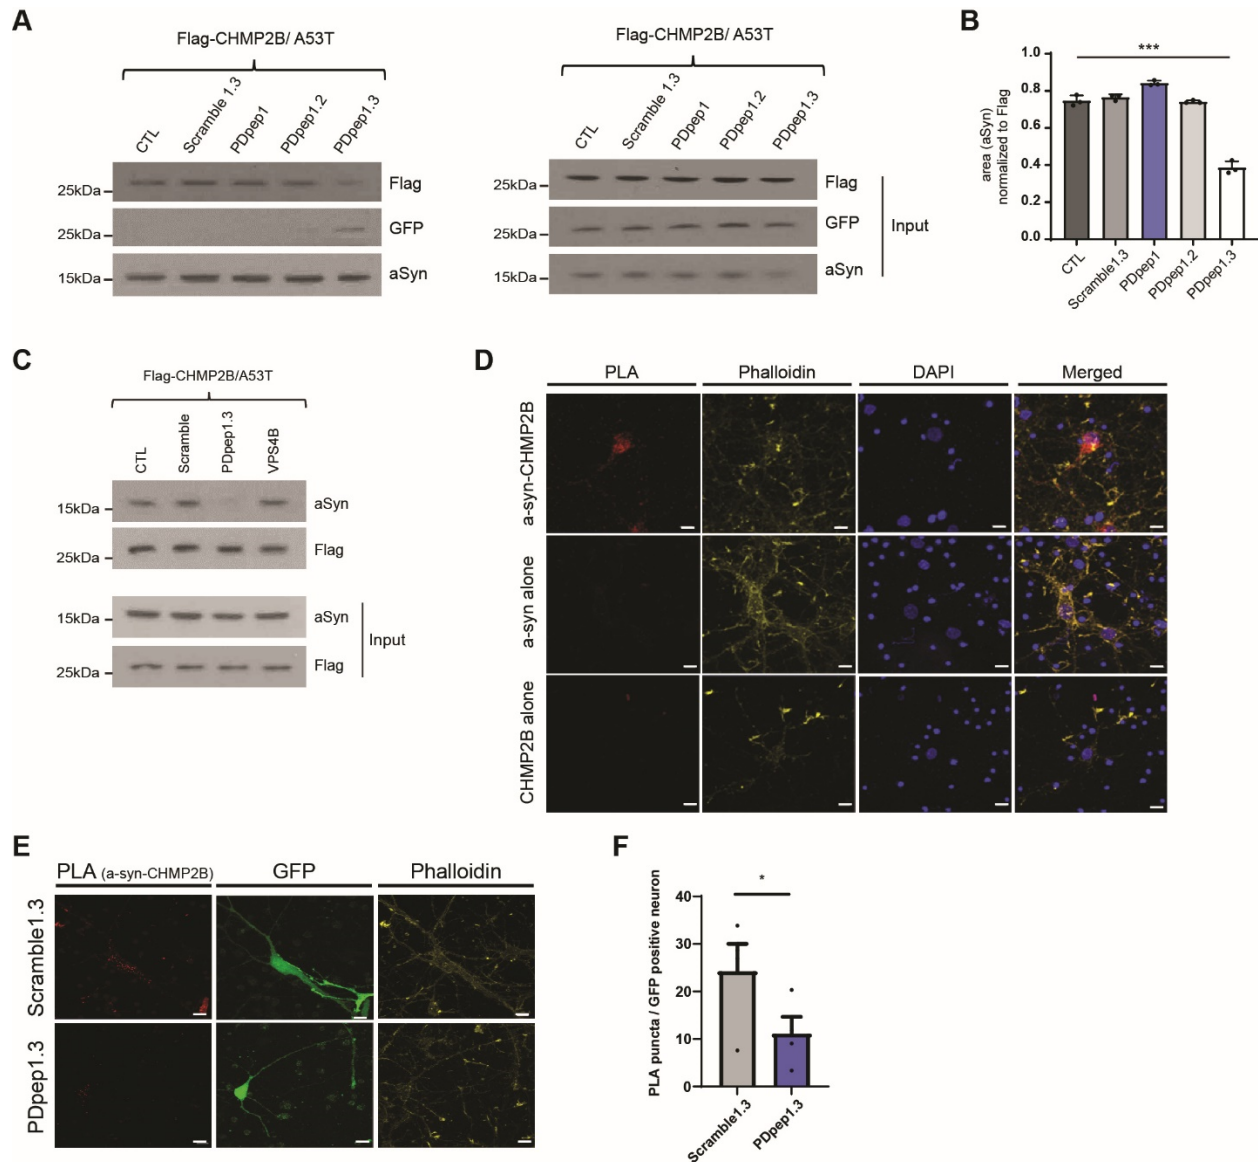 A
Flag-CHMP2B/ A53T
CTL
Scramble 1.3
PDpep1
PDpep1.2
PDpep1.3
25kDa
Flag
25kDa
GFP
15kDa
aSyn
Flag-CHMP2B/ A53T
CTL
Scramble 1.3
PDpep1
PDpep1.2
PDpep1.3
25kDa
Flag
25kDa
GFP
15kDa
aSyn
Input
B
***
area (aSyn)
normalized to Flag
1.0
0.8
0.6
0.4
0.2
0.0
CTL
Scramble1.3
PDpep1
PDpep1.2
PDpep1.3
C
Flag-CHMP2B/A53T
CTL
Scramble
PDpep1.3
VPS4B
15kDa
aSyn
25kDa
Flag
15kDa
aSyn
25kDa
Flag
Input
D
PLA
Phalloidin
DAPI
Merged
a-syn-CHMP2B
a-syn alone
CHMP2B alone
E
PLA (a-syn-CHMP2B)
GFP
Phalloidin
Scramble1.3
PDpep1.3
F
*
PLA puncta / GFP positive neuron
40
30
20
10
0
Scramble1.3
PDpep1.3